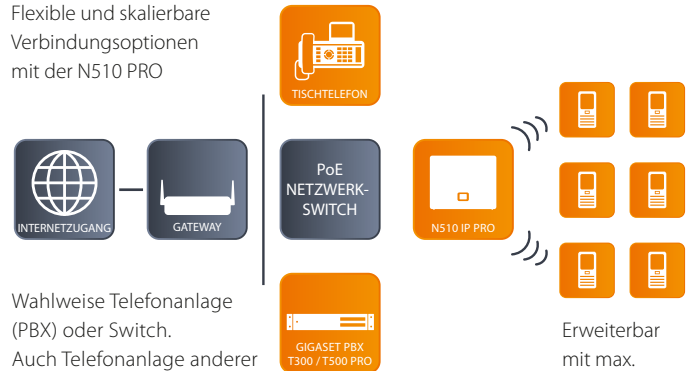 Flexible und skalierbare
Verbindungsoptionen
mit der N510 PRO
TISCHTELEFON
INTERNETZUGANG
GATEWAY
PoE
NETZWERK-
SWITCH
N510 IP PRO
Wahlweise Telefonanlage
(PBX) oder Switch.
Auch Telefonanlage anderer
GIGASET PBX
T300 / T500 PRO
Erweiterbar
mit max.